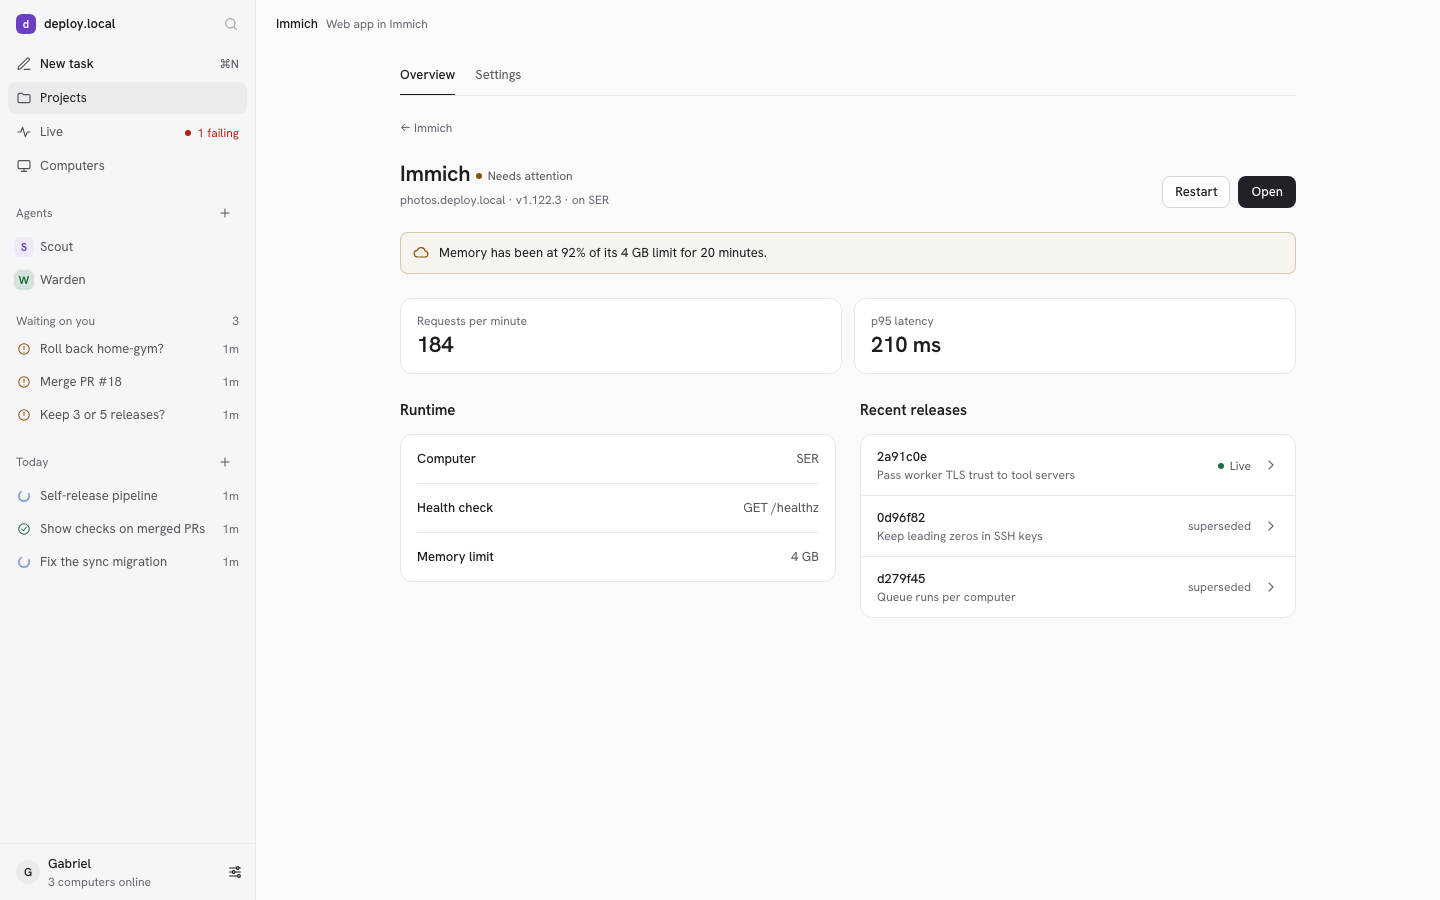 d deploy.local
New task ⌘N
Projects
Live 1 failing
Computers
Agents
S Scout
W Warden
Waiting on you 3
Roll back home-gym? 1m
Merge PR #18 1m
Keep 3 or 5 releases? 1m
Today
Self-release pipeline 1m
Show checks on merged PRs 1m
Fix the sync migration 1m
G Gabriel
3 computers online
Immich Web app in Immich
Overview Settings
← Immich
Immich Needs attention
photos.deploy.local · v1.122.3 · on SER
Restart Open
Memory has been at 92% of its 4 GB limit for 20 minutes.
Requests per minute
184
p95 latency
210 ms
Runtime
Computer SER
Health check GET /healthz
Memory limit 4 GB
Recent releases
2a91c0e
Pass worker TLS trust to tool servers
Live
0d96f82
Keep leading zeros in SSH keys
superseded
d279f45
Queue runs per computer
superseded